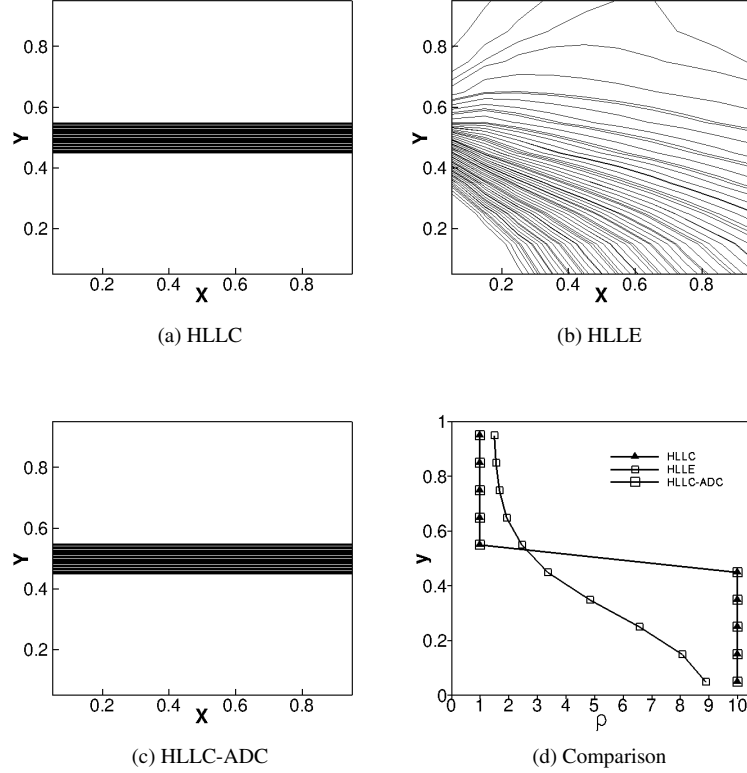 0.8
0.6
0.4
0.2
Y
0.2 0.4 0.6 0.8
X
(a) HLLC
0.8
0.6
0.4
0.2
Y
0.2 0.4 0.6 0.8
X
(b) HLLE
0.8
0.6
0.4
0.2
Y
0.2 0.4 0.6 0.8
X
(c) HLLC-ADC
1
0.8
0.6
0.4
0.2
0
y
HLLC
HLLE
HLLC-ADC
0 1 2 3 4 5 6 7 8 9 10
ρ
(d) Comparison